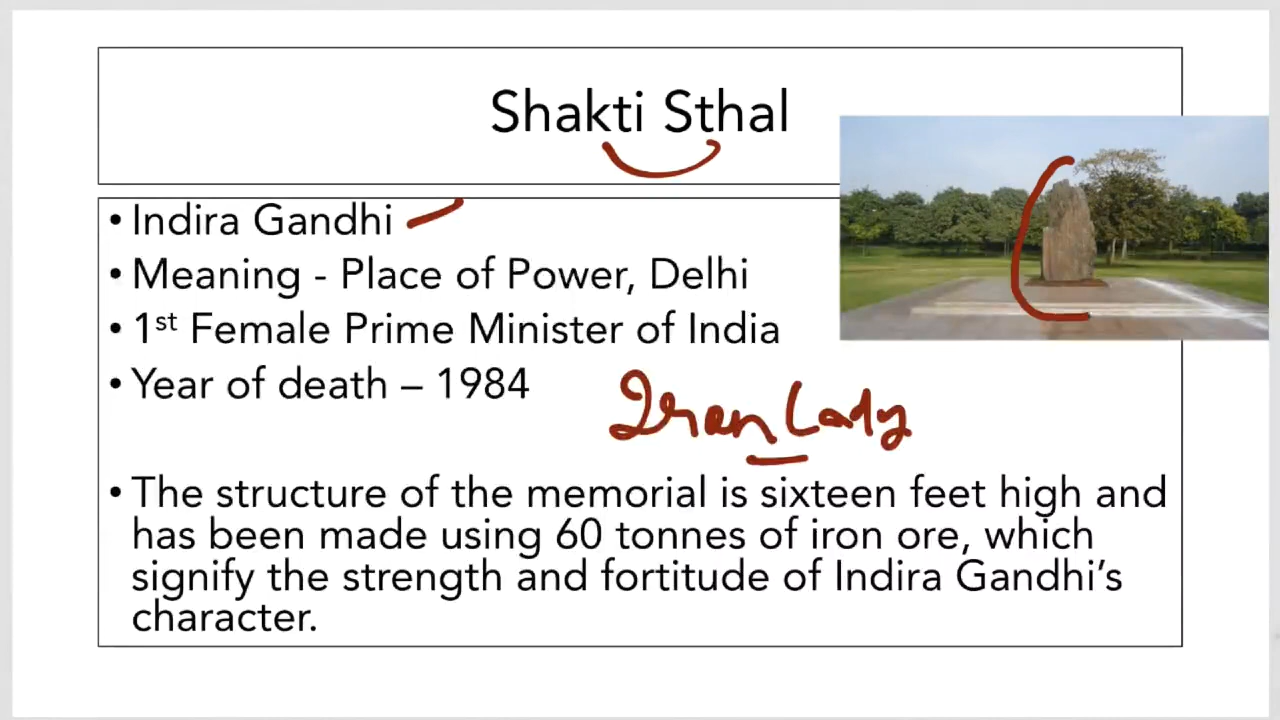 Shakti Sthal
• Indira Gandhi
• Meaning - Place of Power, Delhi
• 1st Female Prime Minister of India
• Year of death – 1984
Iron Lady
• The structure of the memorial is sixteen feet high and
has been made using 60 tonnes of iron ore, which
signify the strength and fortitude of Indira Gandhi’s
character.